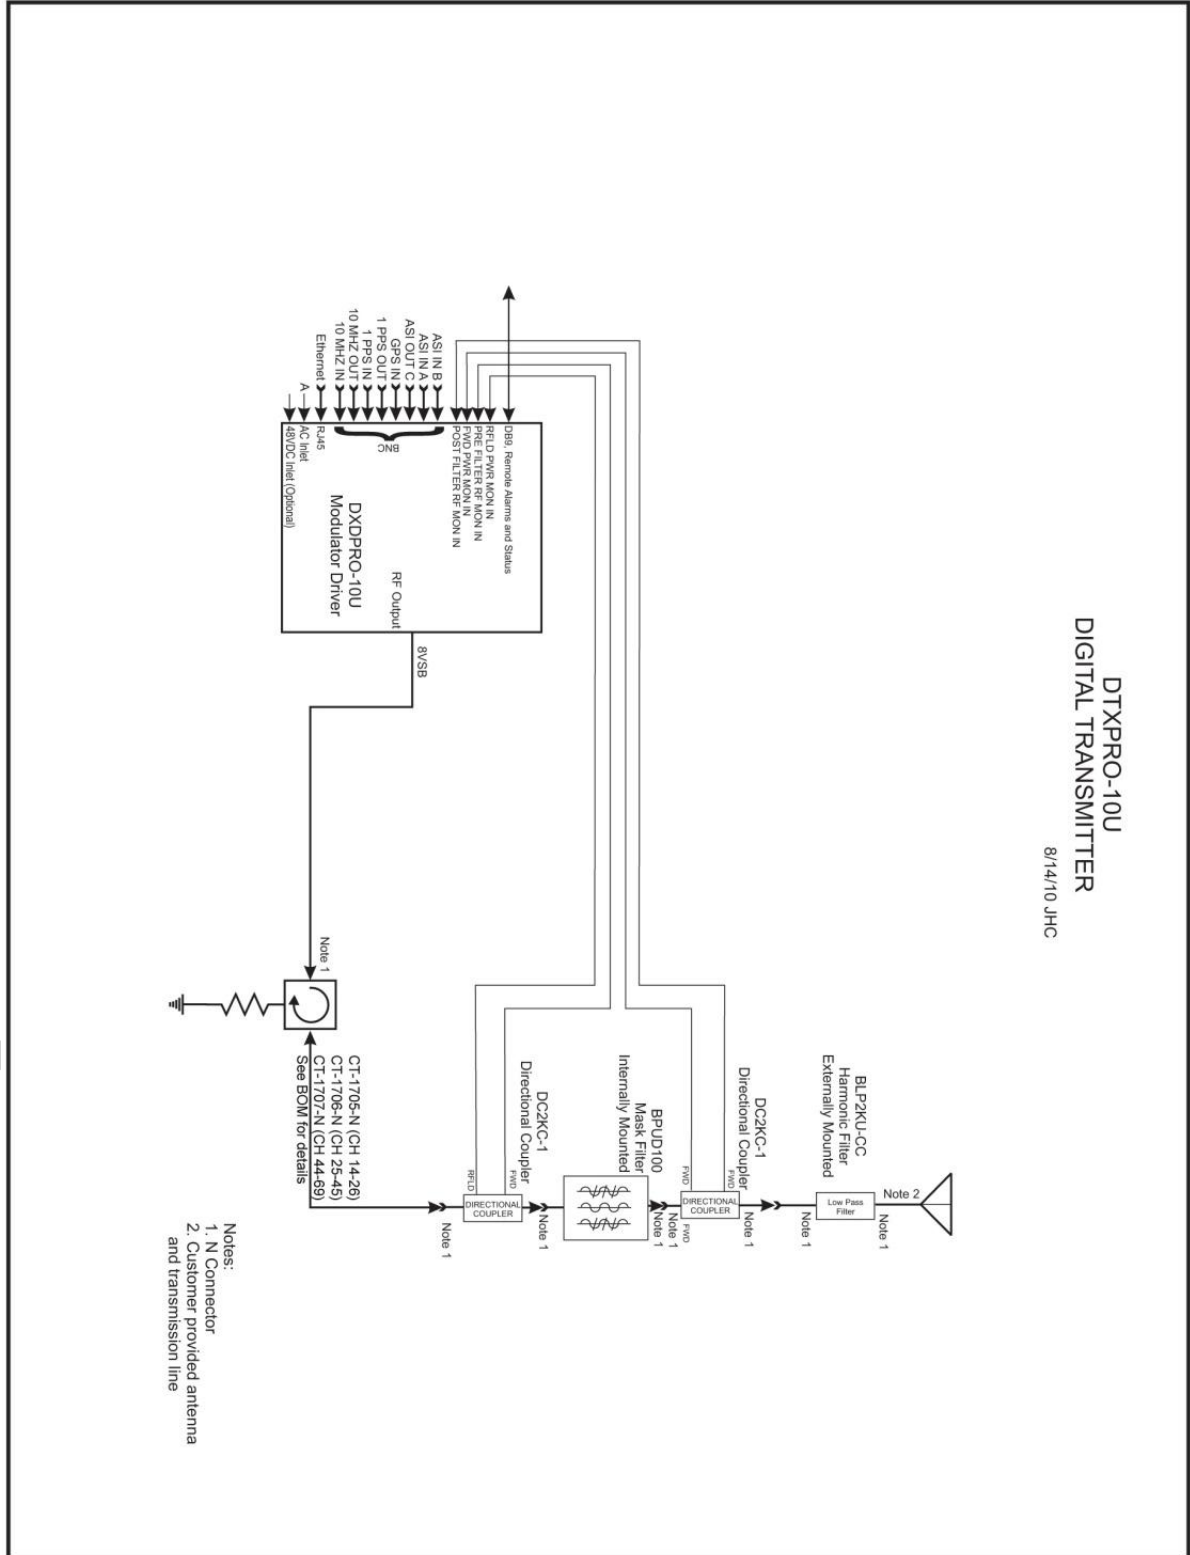 DTXPRO-10U
DIGITAL TRANSMITTER
8/14/10 JHC
BLP2KU-CC
Harmonic Filter
Externally Mounted
Low Pass
Filter
Note 2
Note 1
Note 1
DC2KC-1
Directional Coupler
FWD
FWD
DIRECTIONAL
COUPLER
FWD
Note 1
Note 1
Note 1
BPUD100
Mask Filter
Internally Mounted
DC2KC-1
Directional Coupler
FWD
RFLD
DIRECTIONAL
COUPLER
Note 1
Note 1
DB9, Remote Alarms and Status
RFLD PWR MON IN
PRE FILTER RF MON IN
FWD PWR MON IN
POST FILTER RF MON IN
ASI IN B
ASI IN A
ASI OUT C
GPS IN
1 PPS OUT
1 PPS IN
10 MHZ OUT
10 MHZ IN
BNC
Ethernet
RJ45
A
AC Inlet
48VDC Inlet (Optional)
DXDPRO-10U
Modulator Driver
RF Output
8VSB
Note 1
CT-1705-N (CH 14-26)
CT-1706-N (CH 25-45)
CT-1707-N (CH 44-69)
See BOM for details
Notes:
1. N Connector
2. Customer provided antenna
and transmission line